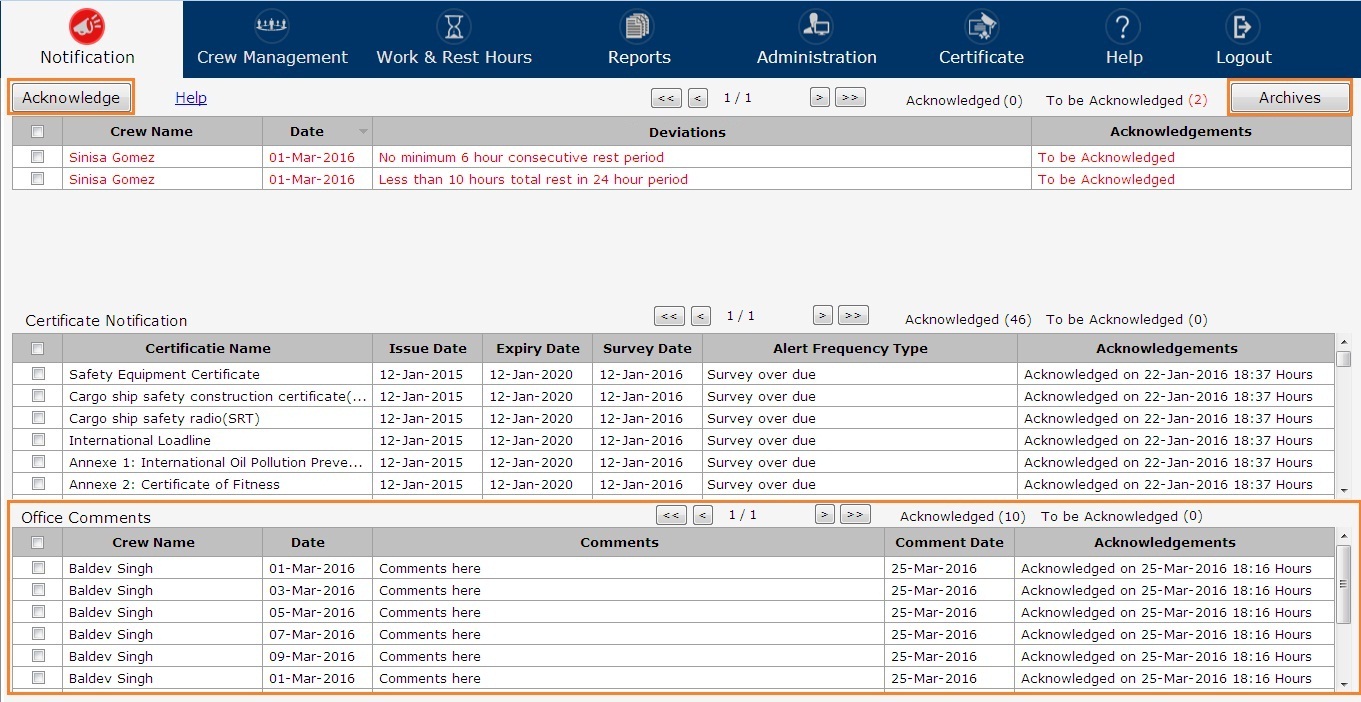 Notification Crew Management Work & Rest Hours Reports Administration Certificate ? Help Logout
Acknowledge Help << < 1 / 1 > >> Acknowledged (0) To be Acknowledged (2) Archives
Crew Name Date Deviations Acknowledgements
Sinisa Gomez 01-Mar-2016 No minimum 6 hour consecutive rest period To be Acknowledged
Sinisa Gomez 01-Mar-2016 Less than 10 hours total rest in 24 hour period To be Acknowledged
Certificate Notification << < 1 / 1 > >> Acknowledged (46) To be Acknowledged (0)
Certificatie Name Issue Date Expiry Date Survey Date Alert Frequency Type Acknowledgements
Safety Equipment Certificate 12-Jan-2015 12-Jan-2020 12-Jan-2016 Survey over due Acknowledged on 22-Jan-2016 18:37 Hours
Cargo ship safety construction certificate(... 12-Jan-2015 12-Jan-2020 12-Jan-2016 Survey over due Acknowledged on 22-Jan-2016 18:37 Hours
Cargo ship safety radio(SRT) 12-Jan-2015 12-Jan-2020 12-Jan-2016 Survey over due Acknowledged on 22-Jan-2016 18:37 Hours
International Loadline 12-Jan-2015 12-Jan-2020 12-Jan-2016 Survey over due Acknowledged on 22-Jan-2016 18:37 Hours
Annexe 1: International Oil Pollution Preve... 12-Jan-2015 12-Jan-2020 12-Jan-2016 Survey over due Acknowledged on 22-Jan-2016 18:37 Hours
Annexe 2: Certificate of Fitness 12-Jan-2015 12-Jan-2020 12-Jan-2016 Survey over due Acknowledged on 22-Jan-2016 18:37 Hours
Office Comments << < 1 / 1 > >> Acknowledged (10) To be Acknowledged (0)
Crew Name Date Comments Comment Date Acknowledgements
Baldev Singh 01-Mar-2016 Comments here 25-Mar-2016 Acknowledged on 25-Mar-2016 18:16 Hours
Baldev Singh 03-Mar-2016 Comments here 25-Mar-2016 Acknowledged on 25-Mar-2016 18:16 Hours
Baldev Singh 05-Mar-2016 Comments here 25-Mar-2016 Acknowledged on 25-Mar-2016 18:16 Hours
Baldev Singh 07-Mar-2016 Comments here 25-Mar-2016 Acknowledged on 25-Mar-2016 18:16 Hours
Baldev Singh 09-Mar-2016 Comments here 25-Mar-2016 Acknowledged on 25-Mar-2016 18:16 Hours
Baldev Singh 01-Mar-2016 Comments here 25-Mar-2016 Acknowledged on 25-Mar-2016 18:16 Hours